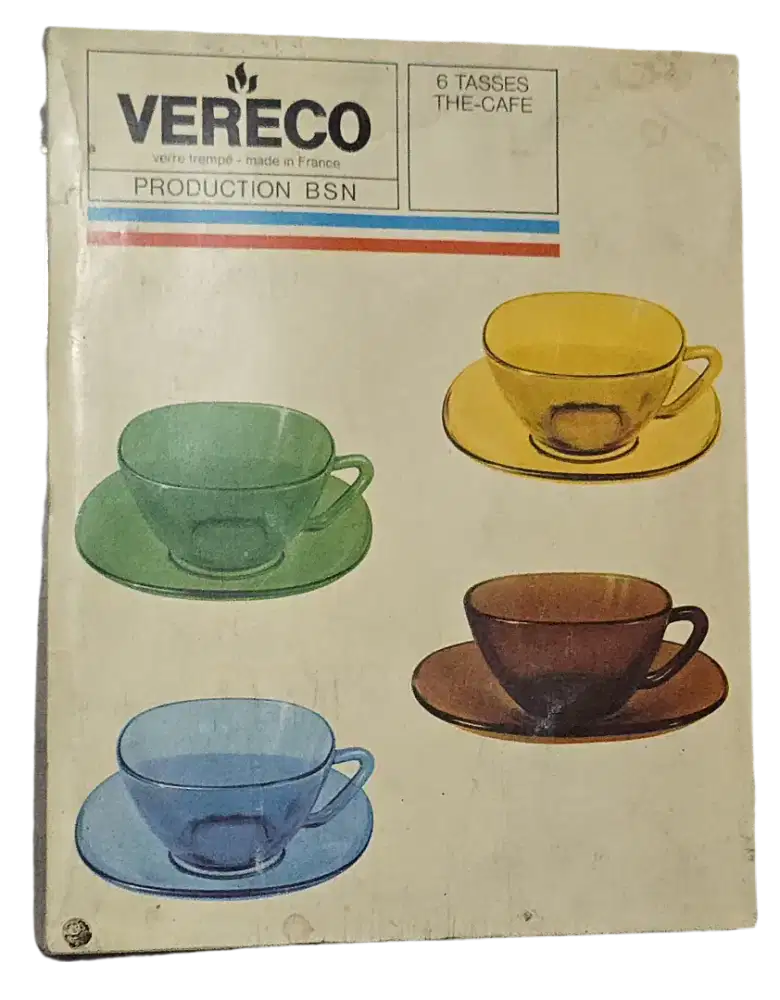 VERECO
verre trempé - made in France
PRODUCTION BSN
6 TASSES
THE-CAFE